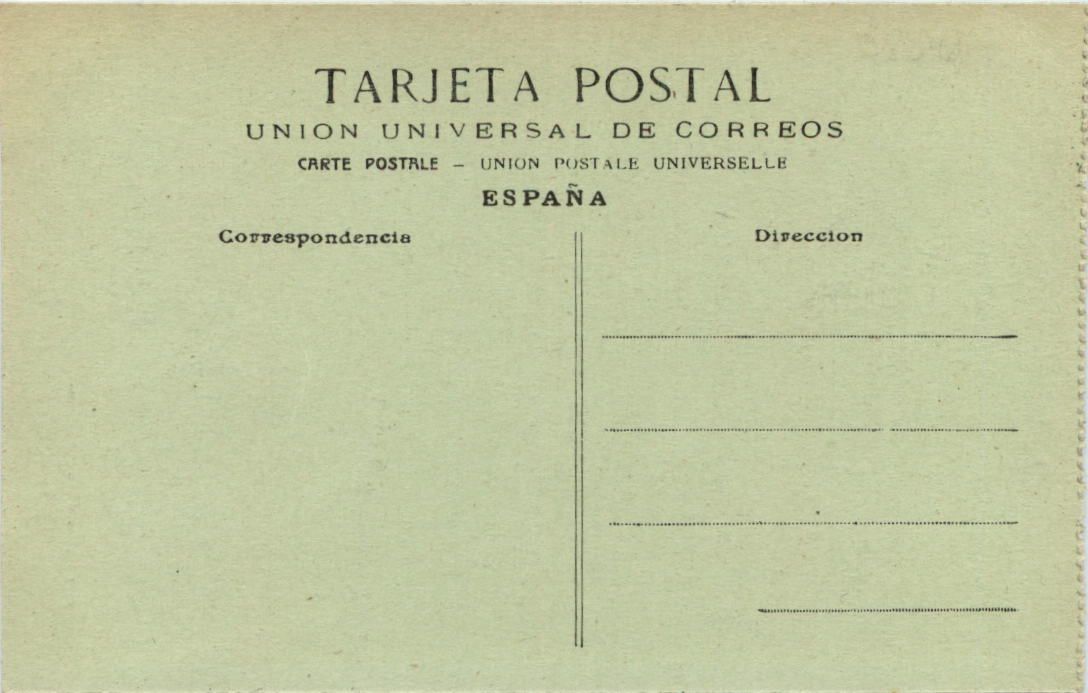 TARJETA POSTAL
UNION UNIVERSAL DE CORREOS
CARTE POSTALE – UNION POSTALE UNIVERSELLE
ESPAÑA
Correspondencia
Direccion